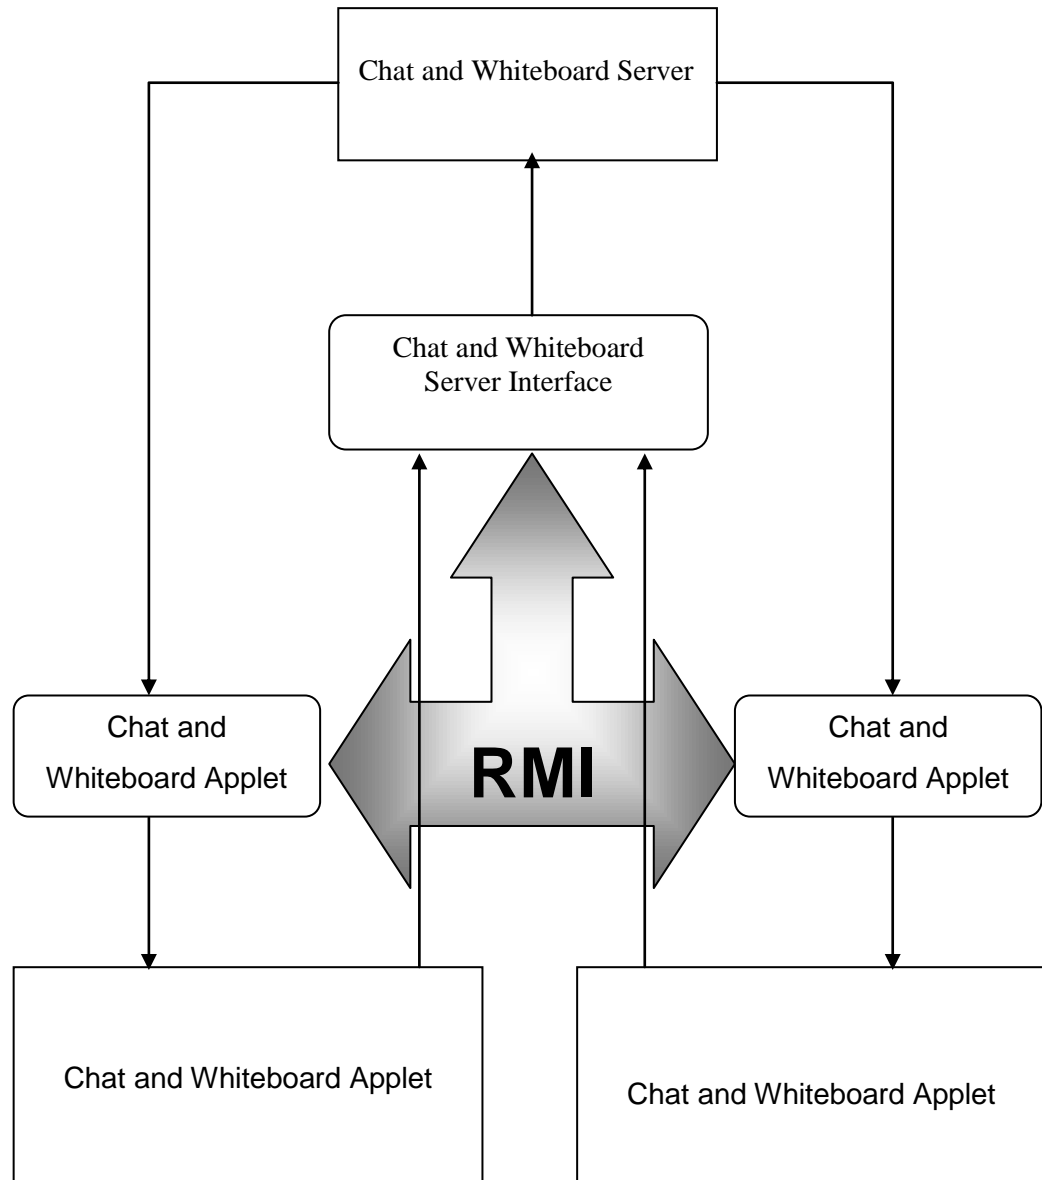 Chat and Whiteboard Server
Chat and Whiteboard
Server Interface
Chat and
Whiteboard Applet
RMI
Chat and
Whiteboard Applet
Chat and Whiteboard Applet
Chat and Whiteboard Applet